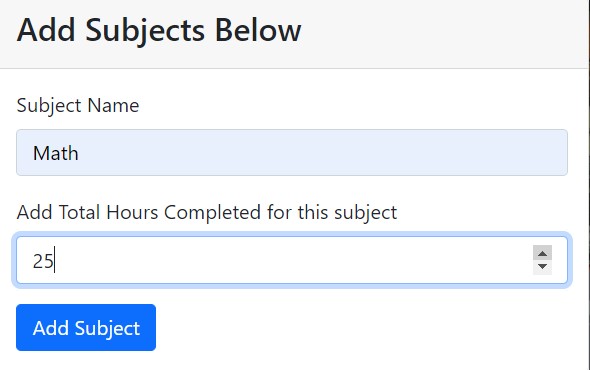 Add Subjects Below
Subject Name
Math
Add Total Hours Completed for this subject
25
Add Subject